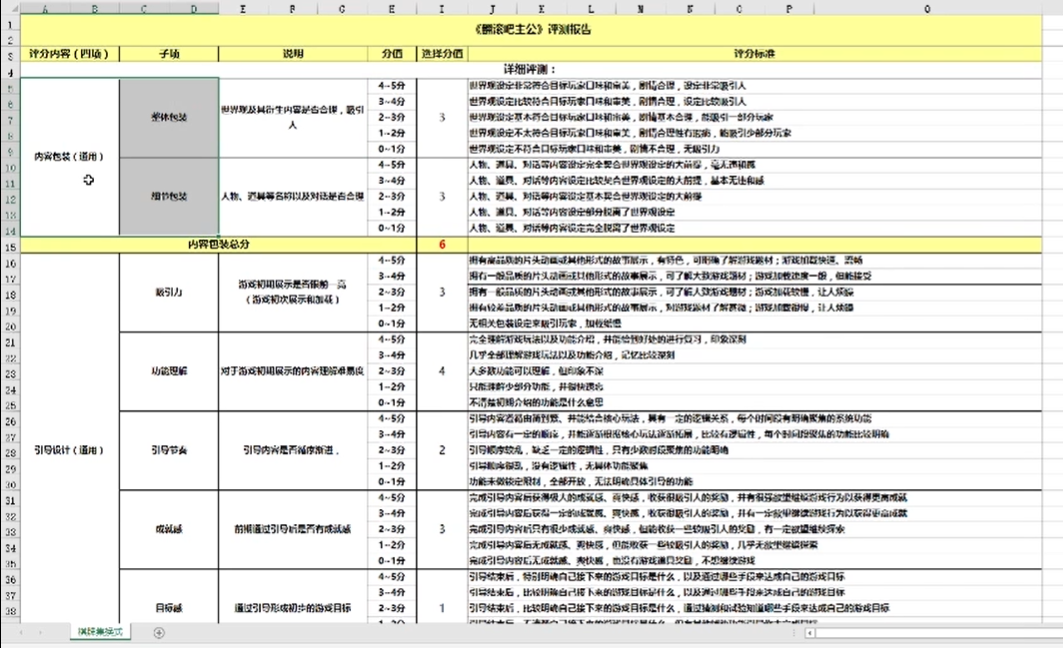 《翻滚吧主公》评测报告
评分内容（四项） 子项 说明 分值 选择分值 评分标准
详细评测：
内容包装（通用）
整体包装 世界观及其衍生内容是否合理，吸引人 3
4~5分 世界观设定非常符合目标玩家口味和审美，剧情合理，设定非常吸引人
3~4分 世界观设定比较符合目标玩家口味和审美，剧情合理，设定比较吸引人
2~3分 世界观设定基本符合目标玩家口味和审美，剧情基本合理，能吸引一部分玩家
1~2分 世界观设定不太符合目标玩家口味和审美，剧情合理性有瑕疵，能吸引少部分玩家
0~1分 世界观设定不符合目标玩家口味和审美，剧情不合理，无吸引力
细节包装 人物、道具等名称以及对话是否合理 3
4~5分 人物、道具、对话等内容设定完全契合世界观设定的大前提，毫无违和感
3~4分 人物、道具、对话等内容设定比较契合世界观设定的大前提，基本无违和感
2~3分 人物、道具、对话等内容设定基本契合世界观设定的大前提
1~2分 人物、道具、对话等内容设定部分脱离了世界观设定
0~1分 人物、道具、对话等内容设定完全脱离了世界观设定
内容包装总分 6
引导设计（通用）
吸引力 游戏初期展示是否眼前一亮（游戏初次展示和加载） 3
4~5分 拥有高品质的片头动画或其他形式的故事展示，有特色，可明确了解游戏题材；游戏加载快速、流畅
3~4分 拥有一般品质的片头动画或其他形式的故事展示，可了解大致游戏题材；游戏加载速度一般，但能接受
2~3分 拥有一般品质的片头动画或其他形式的故事展示，可了解大致游戏题材；游戏加载较慢，让人烦躁
1~2分 拥有较差品质的片头动画或其他形式的故事展示，对游戏题材了解甚微；游戏加载很慢，让人烦躁
0~1分 无相关包装设定来吸引玩家，加载缓慢
功能理解 对于游戏初期展示的内容理解难易度 4
4~5分 完全理解游戏玩法以及功能介绍，并能恰到好处的进行复习，印象深刻
3~4分 几乎全部理解游戏玩法以及功能介绍，记忆比较深刻
2~3分 大多数功能可以理解，但印象不深
1~2分 只能理解少部分功能，并很快遗忘
0~1分 不清楚初期介绍的功能是什么意思
引导节奏 引导内容是否循序渐进， 2
4~5分 引导内容遵循由简到繁、并能结合核心玩法，具有一定的逻辑关系，每个时间段有明确聚焦的系统功能
3~4分 引导内容有一定的顺序，并能逐渐根据核心玩法逐渐拓展，比较有逻辑性，每个时间段聚焦的功能比较明确
2~3分 引导顺序较乱，缺乏一定的逻辑性，只有少数时段聚焦的功能明确
1~2分 引导顺序很乱，没有逻辑性，无具体功能聚焦
0~1分 功能未做锁定限制，全部开放，无法明确具体引导的功能
成就感 前期通过引导后是否有成就感 3
4~5分 完成引导内容后获得极大的成就感、爽快感，收获很吸引人的奖励，并有很强欲望继续游戏行为以获得更高成就
3~4分 完成引导内容后获得一定的成就感、爽快感，收获很吸引人的奖励，并有一定欲望继续游戏行为以获得更高成就
2~3分 完成引导内容后只有很少成就感、爽快感，但能收获一些较吸引人的奖励，有一定欲望继续探索
1~2分 完成引导内容后无成就感、爽快感，但能收获一些较吸引人的奖励，几乎无欲望继续探索
0~1分 完成引导内容后无成就感、爽快感，也没有游戏道具奖励，不想继续游戏
目标感 通过引导形成初步的游戏目标 1
4~5分 引导结束后，特别明确自己接下来的游戏目标是什么，以及通过哪些手段来达成自己的游戏目标
3~4分 引导结束后，比较明确自己接下来的游戏目标是什么，以及通过哪些手段来达成自己的游戏目标
2~3分 引导结束后，比较明确自己接下来的游戏目标是什么，通过猜测和试验知道哪些手段来达成自己的游戏目标
棋牌集换式